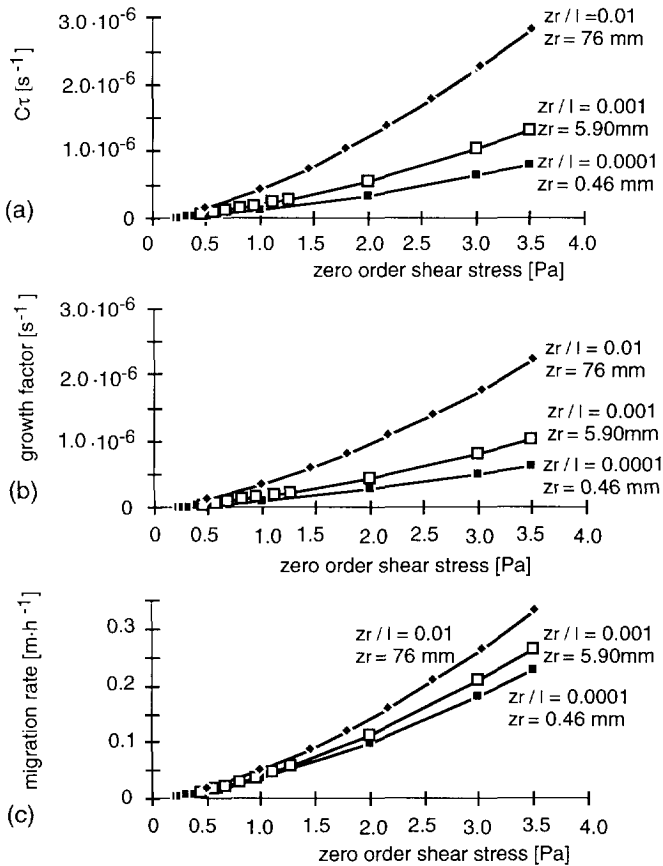 3.0·10⁻⁶
2.0·10⁻⁶
1.0·10⁻⁶
0
Cτ [s⁻¹]
(a)
zr / l =0.01
zr = 76 mm
zr / l = 0.001
zr = 5.90mm
zr / l = 0.0001
zr = 0.46 mm
0 0.5 1.0 1.5 2.0 2.5 3.0 3.5 4.0
zero order shear stress [Pa]
3.0·10⁻⁶
2.0·10⁻⁶
1.0·10⁻⁶
0
growth factor [s⁻¹]
(b)
zr / l = 0.01
zr = 76 mm
zr / l = 0.001
zr = 5.90mm
zr / l = 0.0001
zr = 0.46 mm
0 0.5 1.0 1.5 2.0 2.5 3.0 3.5 4.0
zero order shear stress [Pa]
0.3
0.2
0.1
0
migration rate [m·h⁻¹]
(c)
zr / l = 0.01
zr = 76 mm
zr / l = 0.001
zr = 5.90mm
zr / l = 0.0001
zr = 0.46 mm
0 0.5 1.0 1.5 2.0 2.5 3.0 3.5 4.0
zero order shear stress [Pa]